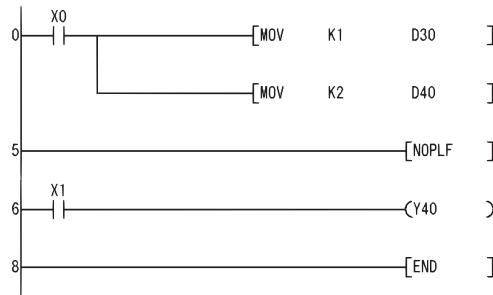 X0
0 [MOV K1 D30 ]
[MOV K2 D40 ]
5 [NOPLF ]
X1
6 (Y40 )
8 [END ]